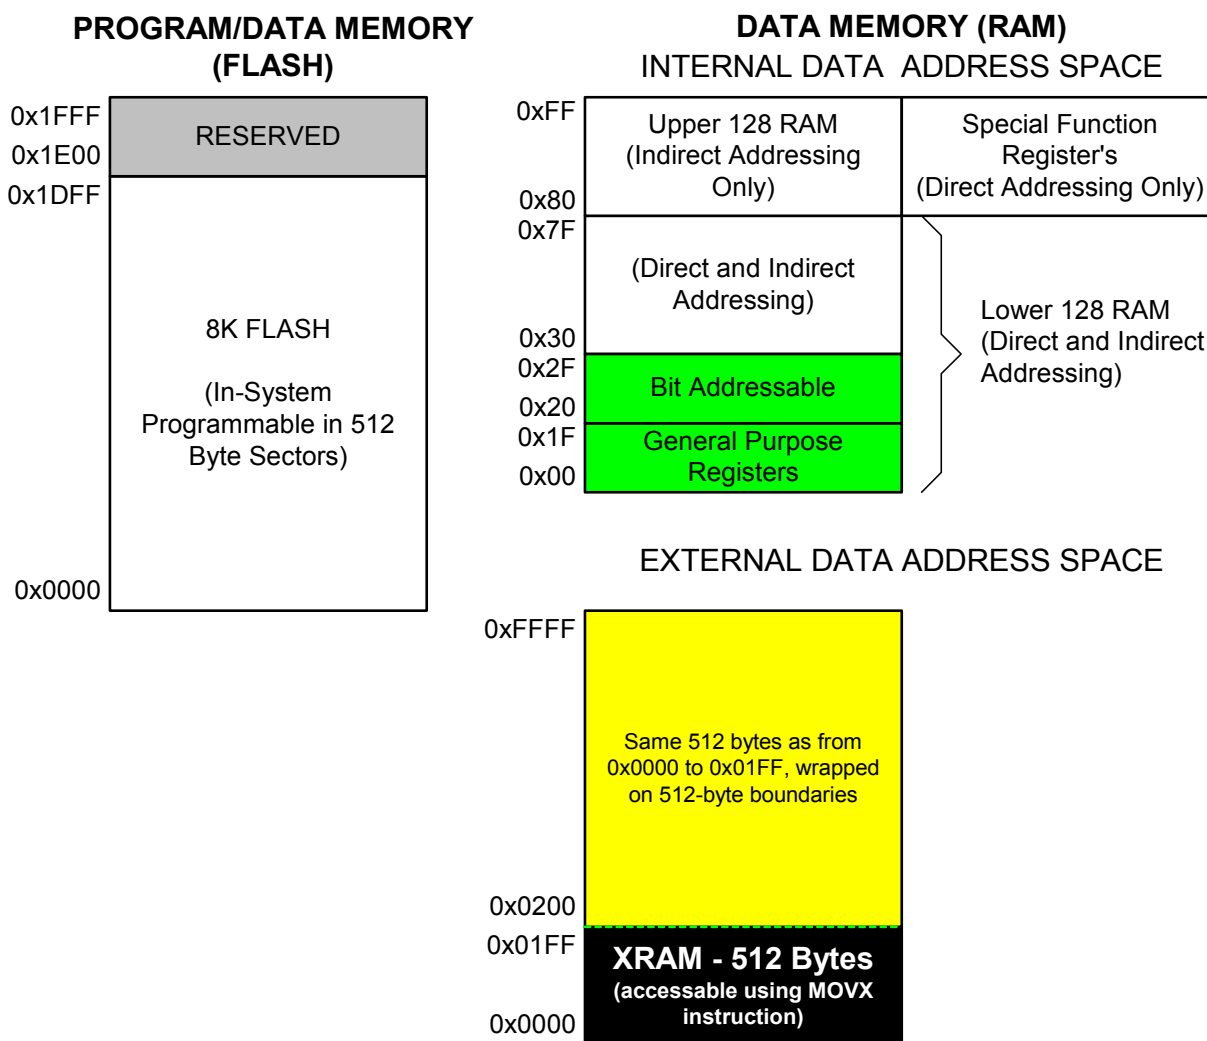 PROGRAM/DATA MEMORY
(FLASH)
0x1FFF
0x1E00
RESERVED
0x1DFF
8K FLASH
(In-System
Programmable in 512
Byte Sectors)
0x0000
DATA MEMORY (RAM)
INTERNAL DATA ADDRESS SPACE
0xFF
Upper 128 RAM
(Indirect Addressing
Only)
0x80
Special Function
Register's
(Direct Addressing Only)
0x7F
(Direct and Indirect
Addressing)
0x30
0x2F
Bit Addressable
0x20
0x1F
General Purpose
Registers
0x00
Lower 128 RAM
(Direct and Indirect
Addressing)
EXTERNAL DATA ADDRESS SPACE
0xFFFF
Same 512 bytes as from
0x0000 to 0x01FF, wrapped
on 512-byte boundaries
0x0200
0x01FF
XRAM - 512 Bytes
(accessable using MOVX
instruction)
0x0000